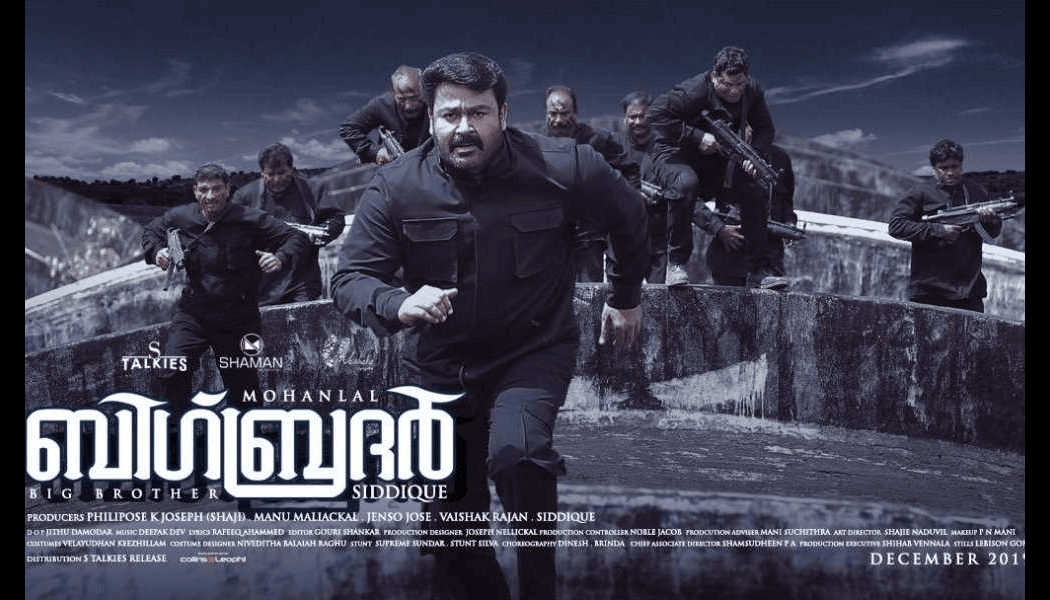 S TALKIES SHAMAN
MOHANLAL
ബിഗ്ബ്രദർ
BIG BROTHER SIDDIQUE
PRODUCERS PHILIPOSE K JOSEPH (SHAJI) . MANU MALIACKAL . JENSO JOSE . VAISHAK RAJAN . SIDDIQUE
D O P JITHU DAMODAR MUSIC DEEPAK DEV LYRICS RAFEEQ AHAMMED EDITOR GOURI SHANKAR PRODUCTION DESIGNER JOSEPH NELLICKAL PRODUCTION CONTROLLER NOBLE JACOB PRODUCTION ADVISER MANI SUCHITHRA ART DIRECTOR SHAJIE NADUVIL MAKEUP P N MANI
COSTUMES VELAYUDHAN KEEZHILLAM COSTUME DESIGNER NIVEDITHA BALAIAH RAGHU STUNT SUPREME SUNDAR . STUNT SILVA CHOREOGRAPHY DINESH . BRINDA CHIEF ASSOCIATE DIRECTOR SHAMSUDHEEN P A PRODUCTION EXECUTIVE SHIHAB VENNALA STILLS LEBISON GOP
DISTRIBUTION S TALKIES RELEASE collins Leophil DECEMBER 2019